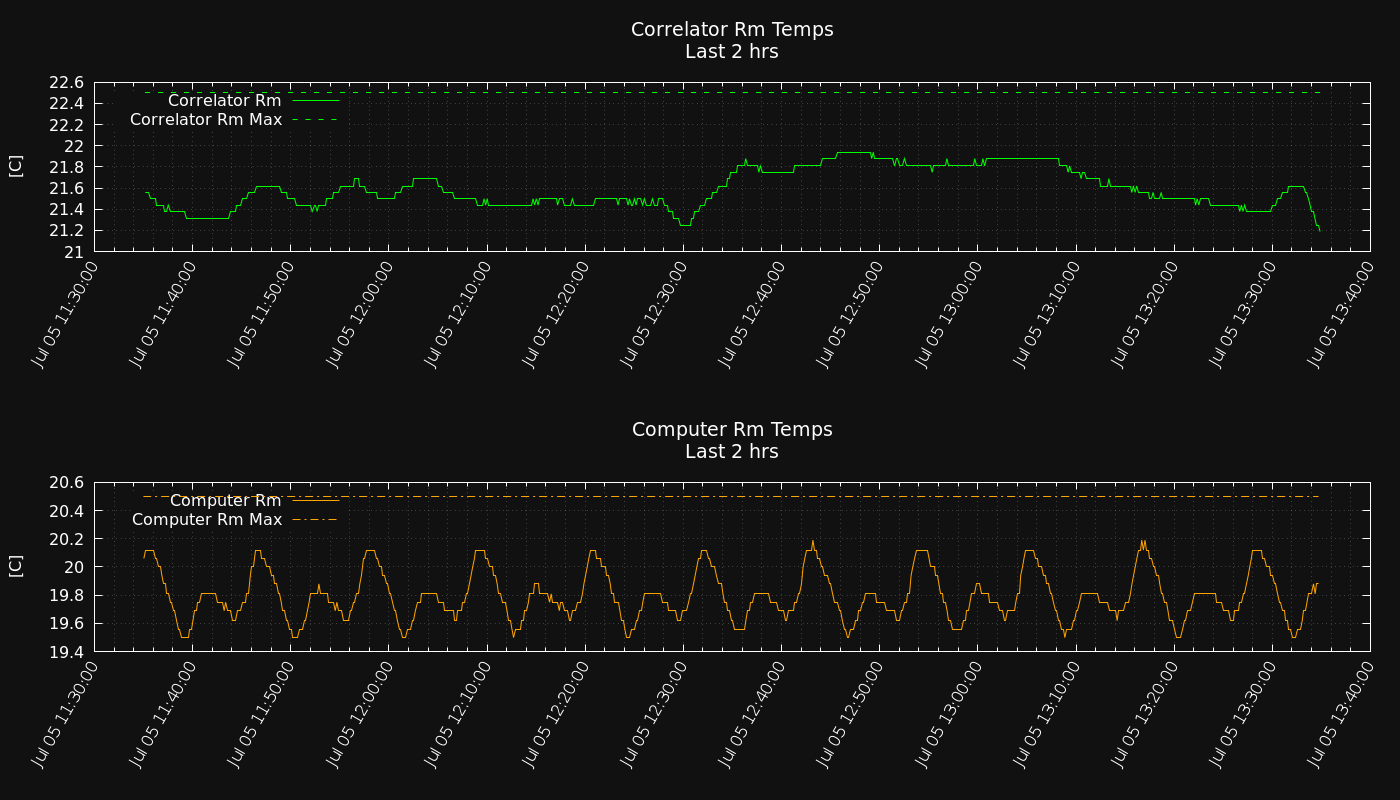 Correlator Rm Temps
Last 2 hrs
22.6
22.4
22.2
22
21.8
21.6
21.4
21.2
21
[C]
Correlator Rm
Correlator Rm Max
Jul 05 11:30:00
Jul 05 11:40:00
Jul 05 11:50:00
Jul 05 12:00:00
Jul 05 12:10:00
Jul 05 12:20:00
Jul 05 12:30:00
Jul 05 12:40:00
Jul 05 12:50:00
Jul 05 13:00:00
Jul 05 13:10:00
Jul 05 13:20:00
Jul 05 13:30:00
Jul 05 13:40:00
Computer Rm Temps
Last 2 hrs
20.6
20.4
20.2
20
19.8
19.6
19.4
[C]
Computer Rm
Computer Rm Max
Jul 05 11:30:00
Jul 05 11:40:00
Jul 05 11:50:00
Jul 05 12:00:00
Jul 05 12:10:00
Jul 05 12:20:00
Jul 05 12:30:00
Jul 05 12:40:00
Jul 05 12:50:00
Jul 05 13:00:00
Jul 05 13:10:00
Jul 05 13:20:00
Jul 05 13:30:00
Jul 05 13:40:00